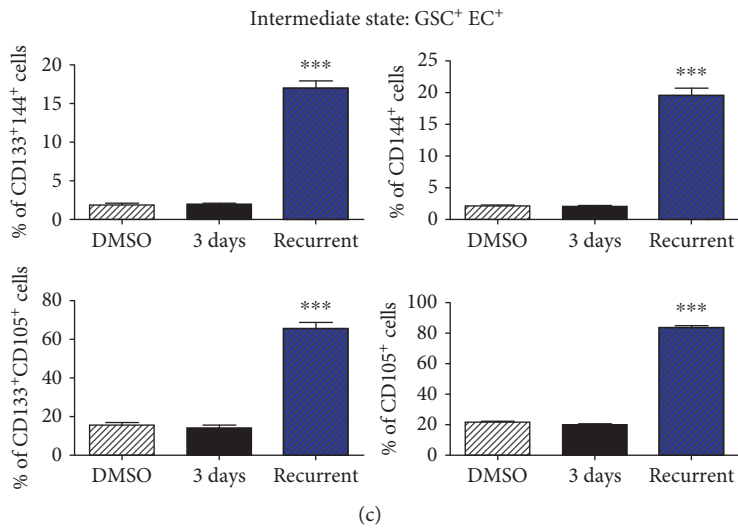 Intermediate state: GSC⁺ EC⁺
% of CD133⁺144⁺ cells
20
15
10
5
0
***
DMSO 3 days Recurrent
% of CD144⁺ cells
25
20
15
10
5
0
***
DMSO 3 days Recurrent
% of CD133⁺CD105⁺ cells
80
60
40
20
0
***
DMSO 3 days Recurrent
% of CD105⁺ cells
100
80
60
40
20
0
***
DMSO 3 days Recurrent
(c)